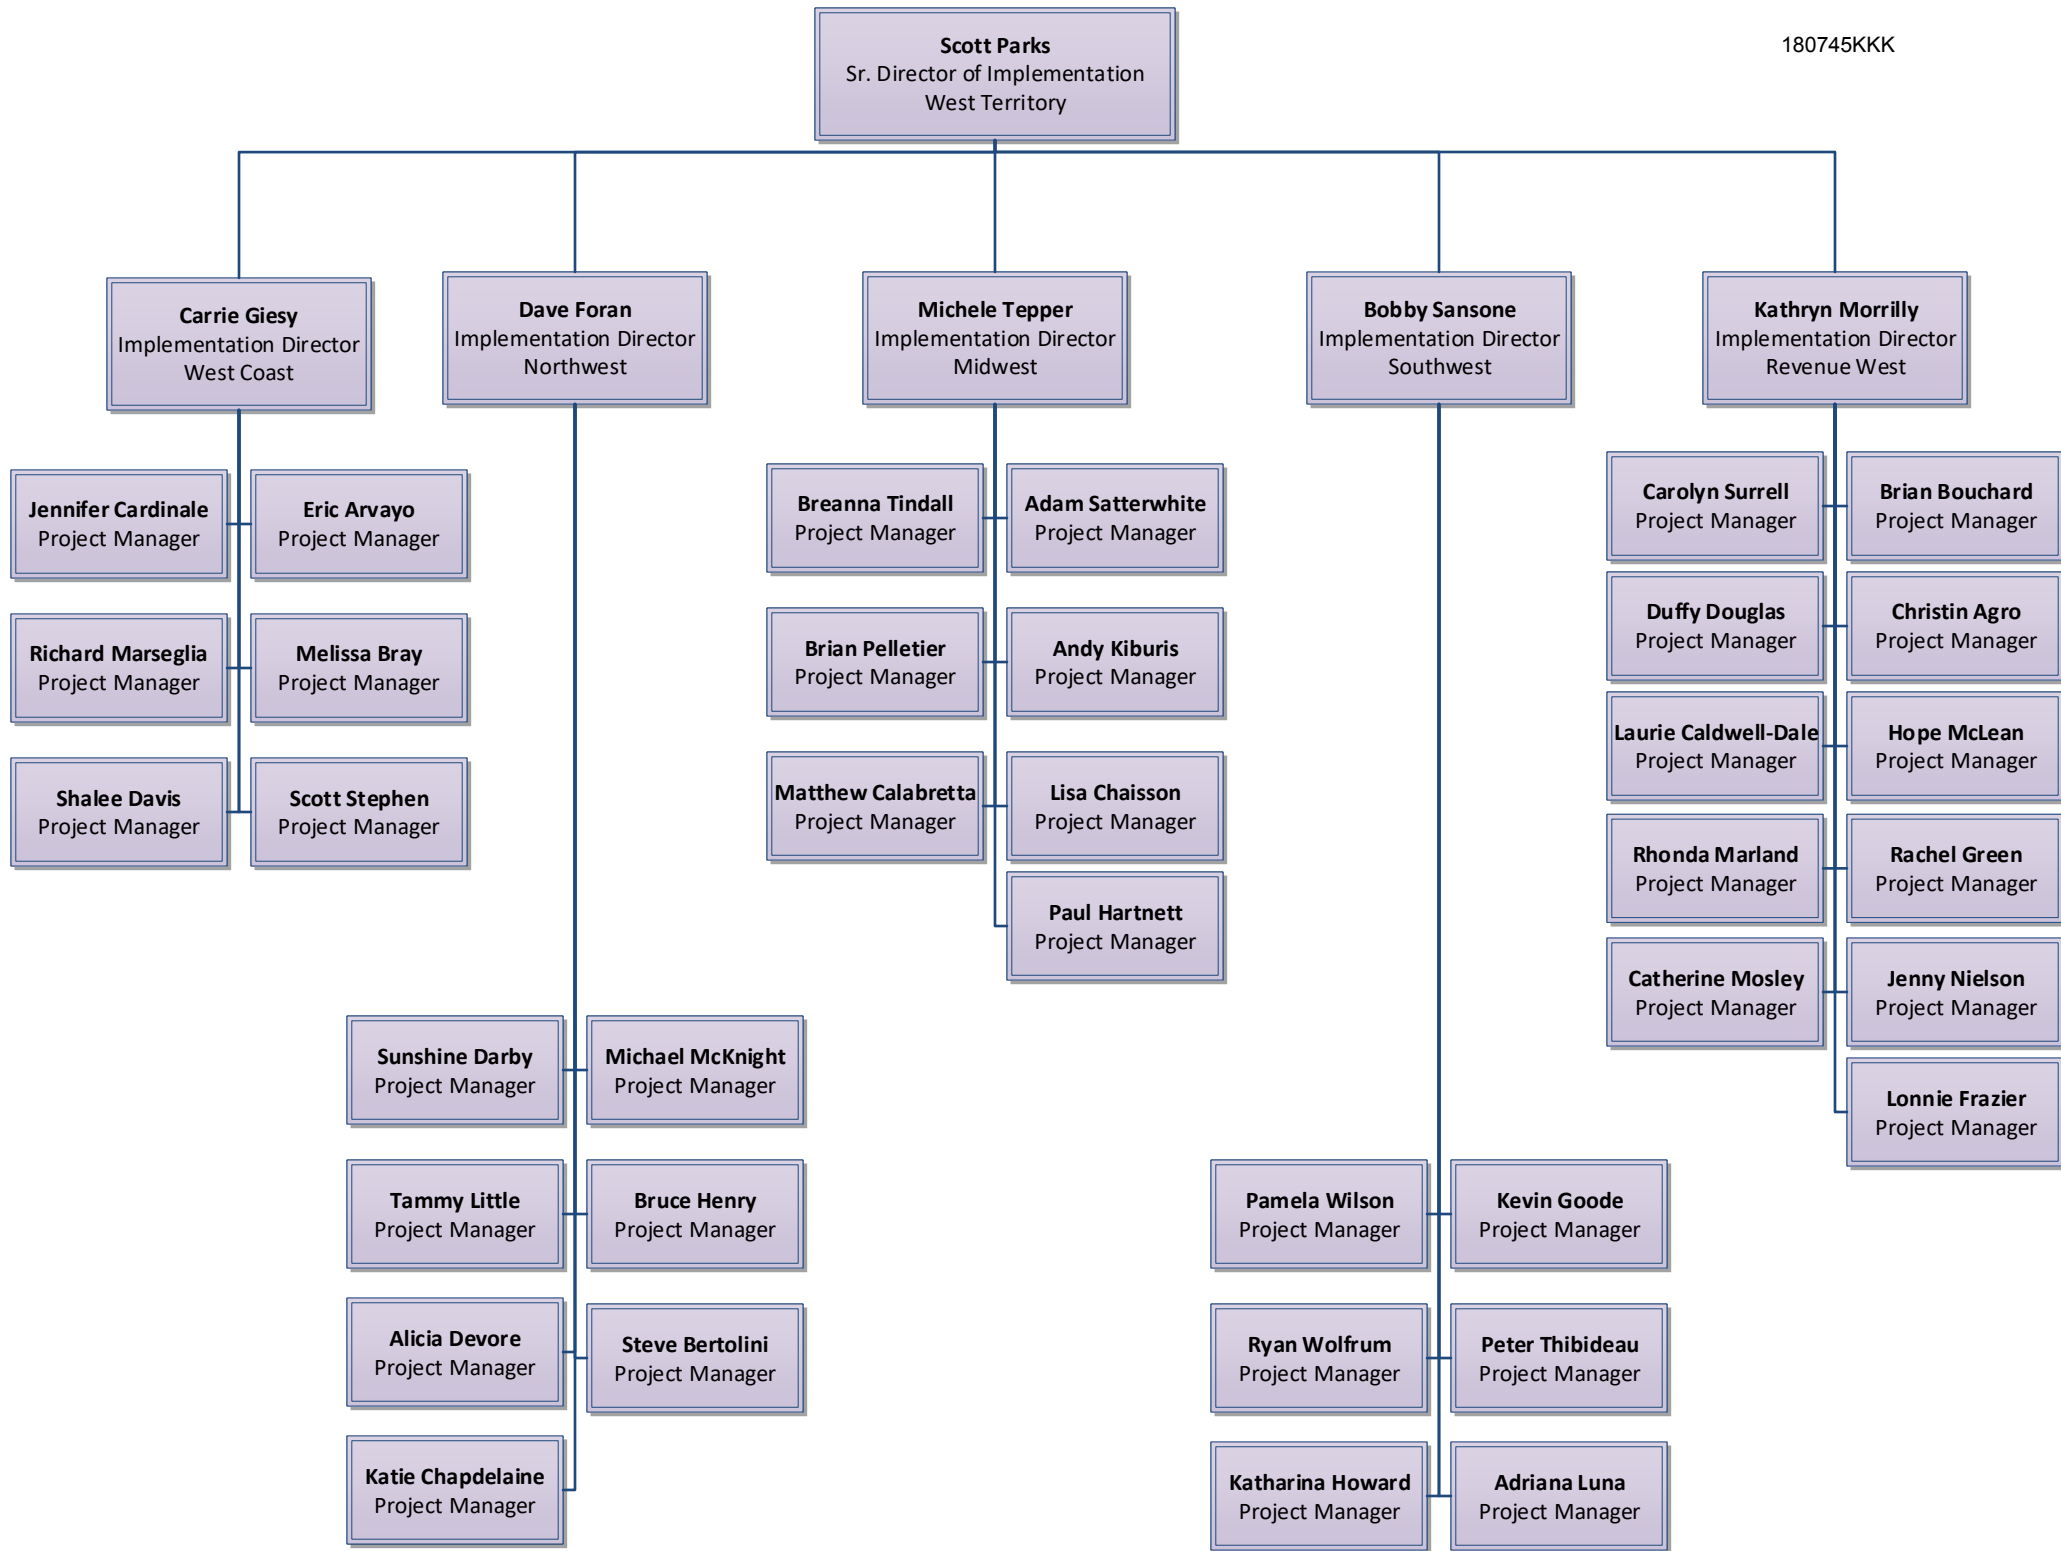 180745KKK
Scott Parks
Sr. Director of Implementation
West Territory
Carrie Giesy
Implementation Director
West Coast
Dave Foran
Implementation Director
Northwest
Michele Tepper
Implementation Director
Midwest
Bobby Sansone
Implementation Director
Southwest
Kathryn Morrilly
Implementation Director
Revenue West
Jennifer Cardinale
Project Manager
Eric Arvayo
Project Manager
Richard Marseglia
Project Manager
Melissa Bray
Project Manager
Shalee Davis
Project Manager
Scott Stephen
Project Manager
Sunshine Darby
Project Manager
Michael McKnight
Project Manager
Tammy Little
Project Manager
Bruce Henry
Project Manager
Alicia Devore
Project Manager
Steve Bertolini
Project Manager
Katie Chapdelaine
Project Manager
Breanna Tindall
Project Manager
Adam Satterwhite
Project Manager
Brian Pelletier
Project Manager
Andy Kiburis
Project Manager
Matthew Calabretta
Project Manager
Lisa Chaisson
Project Manager
Paul Hartnett
Project Manager
Pamela Wilson
Project Manager
Kevin Goode
Project Manager
Ryan Wolfrum
Project Manager
Peter Thibideau
Project Manager
Katharina Howard
Project Manager
Adriana Luna
Project Manager
Carolyn Surrell
Project Manager
Brian Bouchard
Project Manager
Duffy Douglas
Project Manager
Christin Agro
Project Manager
Laurie Caldwell-Dale
Project Manager
Hope McLean
Project Manager
Rhonda Marland
Project Manager
Rachel Green
Project Manager
Catherine Mosley
Project Manager
Jenny Nielson
Project Manager
Lonnie Frazier
Project Manager